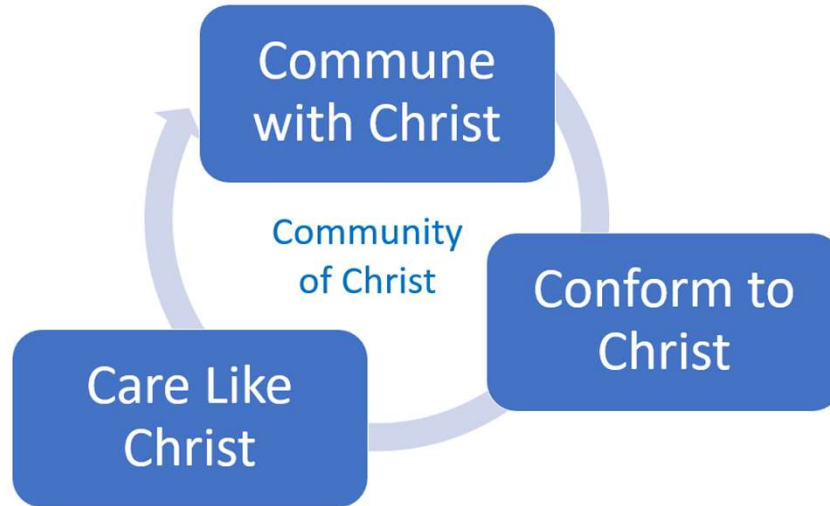 Commune
with Christ
Community
of Christ
Conform to
Christ
Care Like
Christ